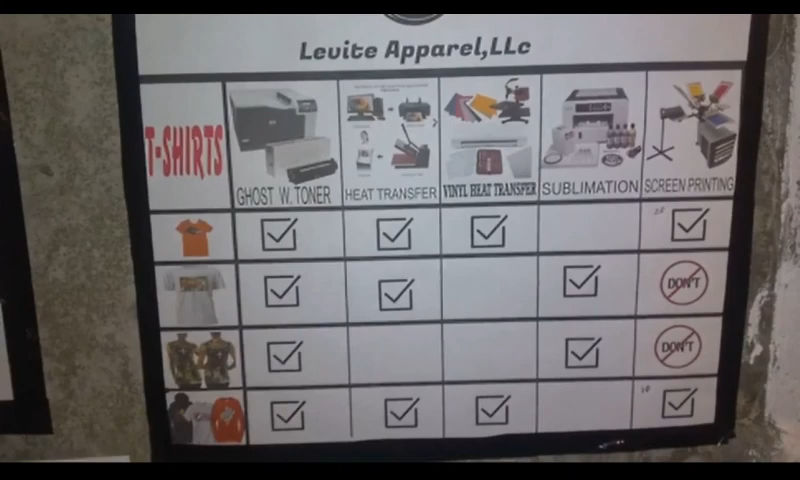 Levite Apparel,LLc
T-SHIRTS
GHOST W. TONER
HEAT TRANSFER
VINYL HEAT TRANSFER
SUBLIMATION
SCREEN PRINTING
DON'T
DON'T